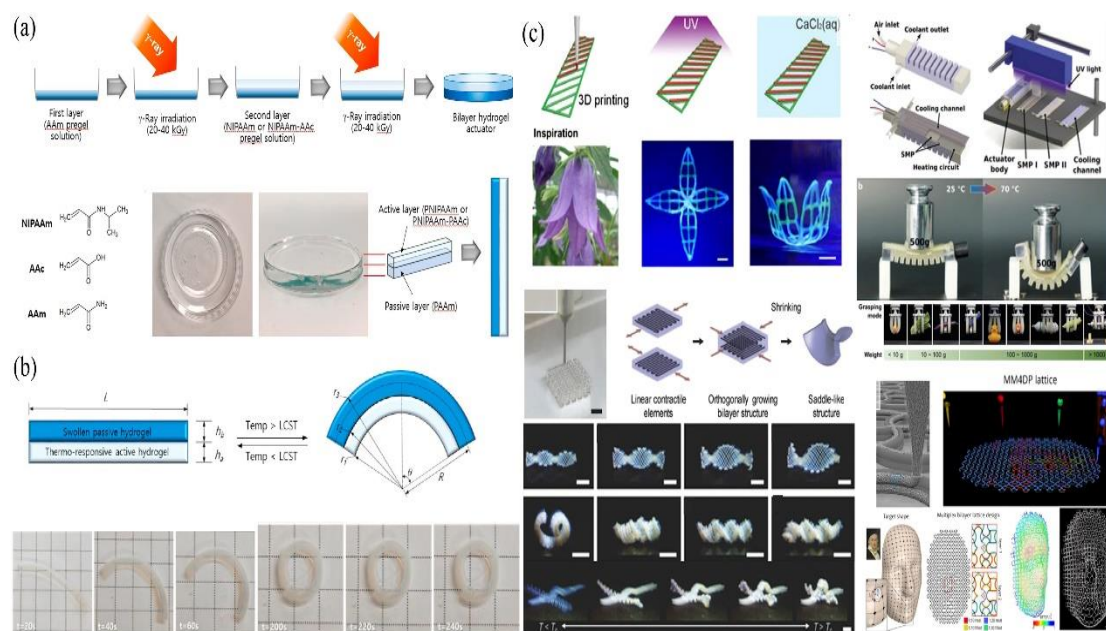 (a)
γ-ray
γ-ray
First layer
(AAm pregel
solution)
γ-Ray irradiation
(20-40 kGy)
Second layer
(NIPAAm or NIPAAm-AAc
pregel solution)
γ-Ray irradiation
(20-40 kGy)
Bilayer hydrogel
actuator
NIPAAm
AAc
OH
AAm
NH₂
Active layer (PNIPAAm or
PNIPAAm-PAAc)
Passive layer (PAAm)
(b)
L
Swollen passive hydrogel
Thermo-responsive active hydrogel
Temp > LCST
Temp < LCST
θ
R
t=20s
t=40s
t=60s
t=200s
t=220s
t=240s
(c)
3D printing
UV
CaCl₂(aq)
Inspiration
Shrinking
Linear contractile
elements
Orthogonally growing
bilayer structure
Saddle-like
structure
Air inlet
Coolant outlet
Coolant inlet
Cooling channel
SMP
Heating circuit
UV light
Actuator
body
SMP I
SMP II
Cooling
channel
b
25 °C
70 °C
500g
500g
Grasping
mode
Weight
< 10 g
10 ~ 100 g
100 ~ 1000 g
MM4DP lattice
Target shape
Multiplex bilayer lattice design